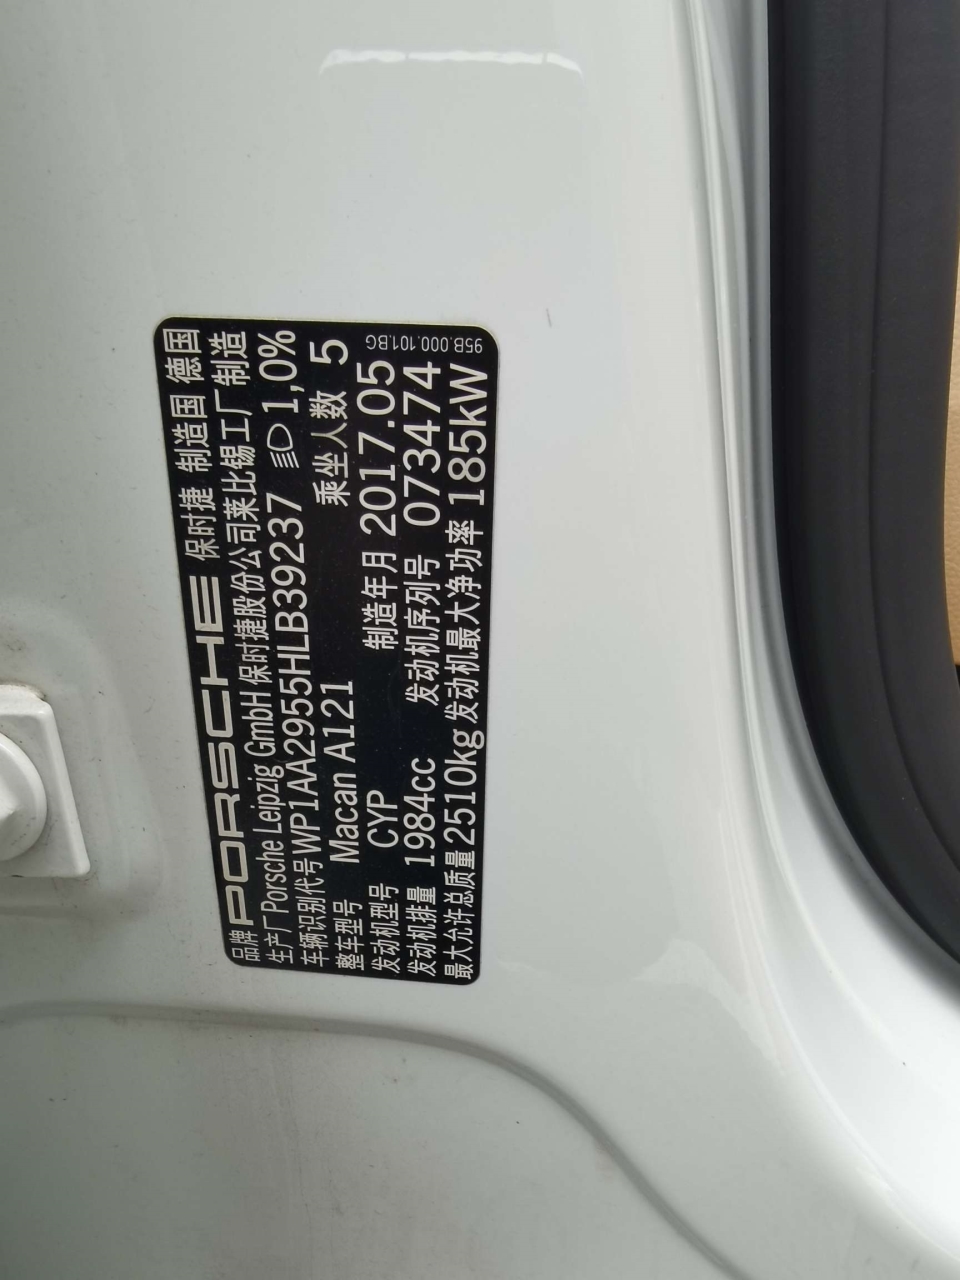 品牌 PORSCHE 保时捷 制造国 德国
生产厂 Porsche Leipzig GmbH 保时捷股份公司莱比锡工厂制造
车辆识别代号 WP1AA2955HLB39237 1,0%
整车型号 Macan A121 乘坐人数 5
发动机型号 CYP 制造年月 2017.05
发动机排量 1984cc 发动机序列号 073474
最大允许总质量 2510kg 发动机最大净功率 185kW
95B.000.101.BG